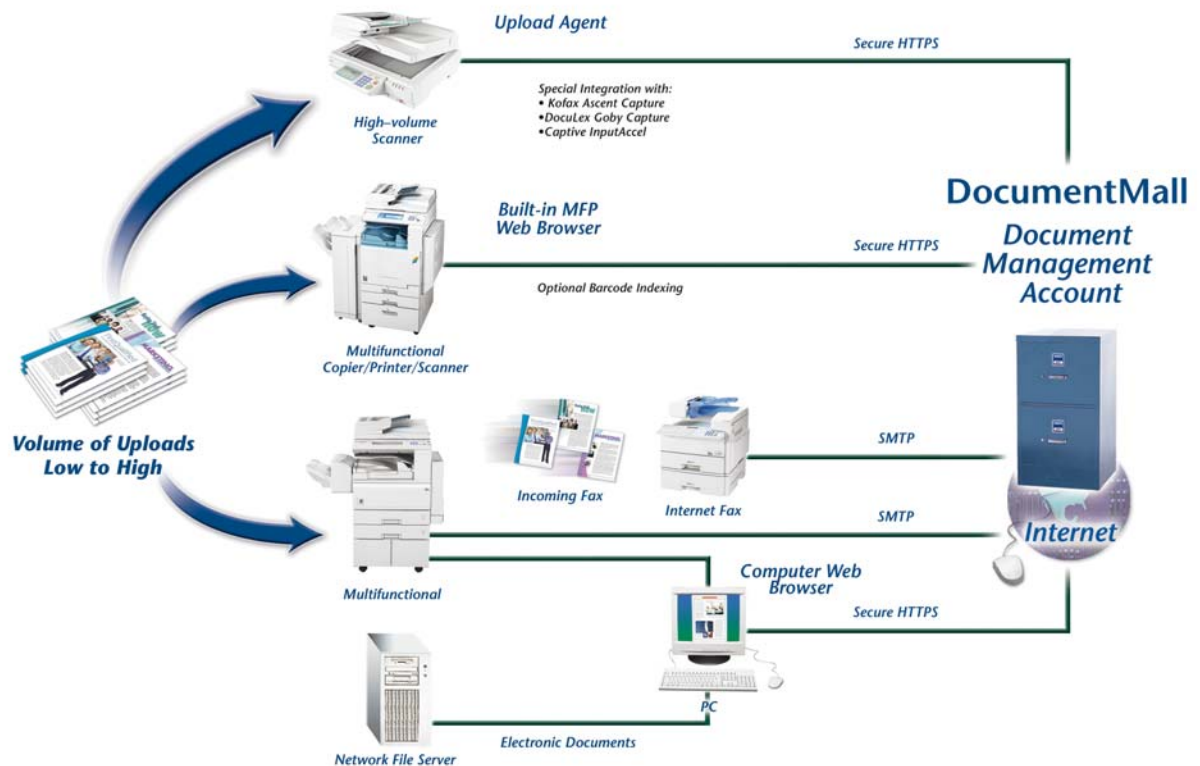 Upload Agent
Secure HTTPS
Special Integration with:
• Kofax Ascent Capture
•DocuLex Goby Capture
•Captive InputAccel
High–volume
Scanner
DocumentMall
Document
Management
Account
Built-in MFP
Web Browser
Secure HTTPS
Optional Barcode Indexing
Multifunctional
Copier/Printer/Scanner
Volume of Uploads
Low to High
SMTP
Incoming Fax
Internet Fax
SMTP
Internet
Multifunctional
Computer Web
Browser
Secure HTTPS
PC
Electronic Documents
Network File Server